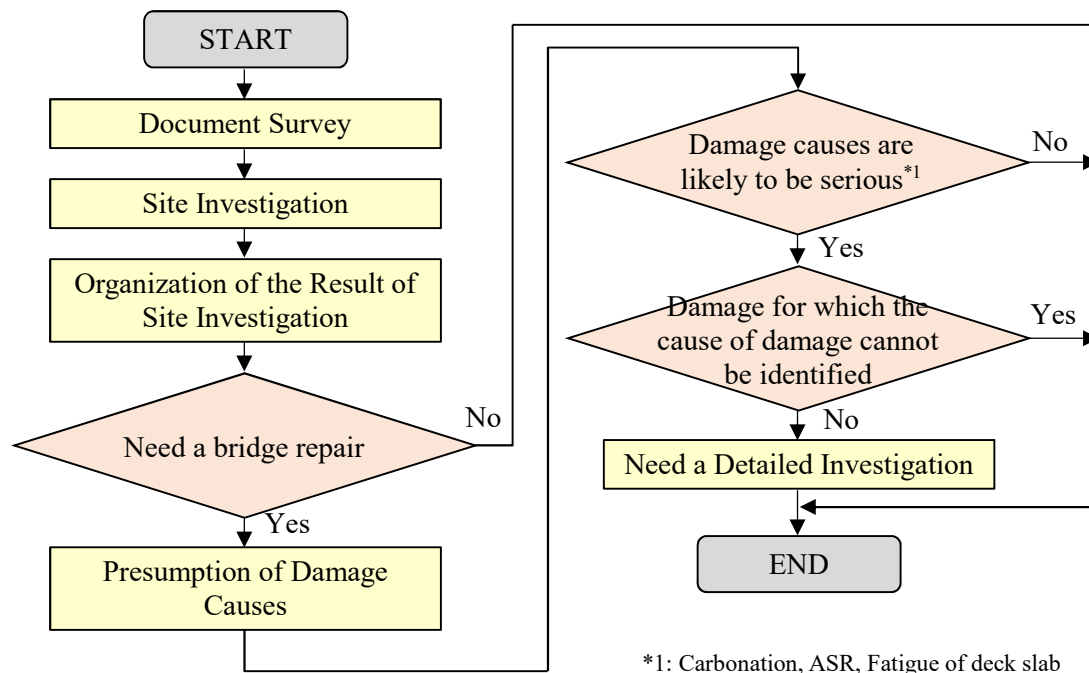 START
Document Survey
Site Investigation
Organization of the Result of
Site Investigation
Need a bridge repair
No
Yes
Presumption of Damage
Causes
Damage causes are
likely to be serious*1
No
Yes
Damage for which the
cause of damage cannot
be identified
Yes
No
Need a Detailed Investigation
END
*1: Carbonation, ASR, Fatigue of deck slab